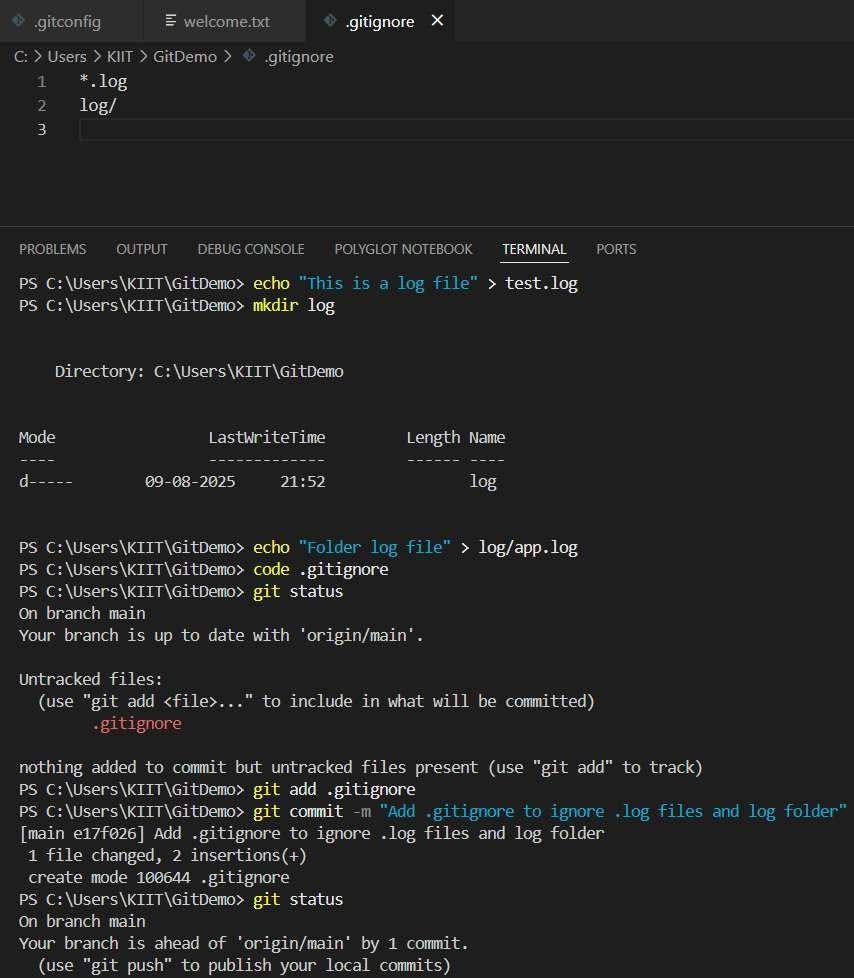 .gitconfig welcome.txt .gitignore
C: > Users > KIIT > GitDemo > .gitignore
1 *.log
2 log/
3
PROBLEMS OUTPUT DEBUG CONSOLE POLYGLOT NOTEBOOK TERMINAL PORTS
PS C:\Users\KIIT\GitDemo> echo "This is a log file" > test.log
PS C:\Users\KIIT\GitDemo> mkdir log
Directory: C:\Users\KIIT\GitDemo
Mode LastWriteTime Length Name
---- ------------- ------ ----
d----- 09-08-2025 21:52 log
PS C:\Users\KIIT\GitDemo> echo "Folder log file" > log/app.log
PS C:\Users\KIIT\GitDemo> code .gitignore
PS C:\Users\KIIT\GitDemo> git status
On branch main
Your branch is up to date with 'origin/main'.
Untracked files:
(use "git add <file>..." to include in what will be committed)
.gitignore
nothing added to commit but untracked files present (use "git add" to track)
PS C:\Users\KIIT\GitDemo> git add .gitignore
PS C:\Users\KIIT\GitDemo> git commit -m "Add .gitignore to ignore .log files and log folder"
[main e17f026] Add .gitignore to ignore .log files and log folder
1 file changed, 2 insertions(+)
create mode 100644 .gitignore
PS C:\Users\KIIT\GitDemo> git status
On branch main
Your branch is ahead of 'origin/main' by 1 commit.
(use "git push" to publish your local commits)